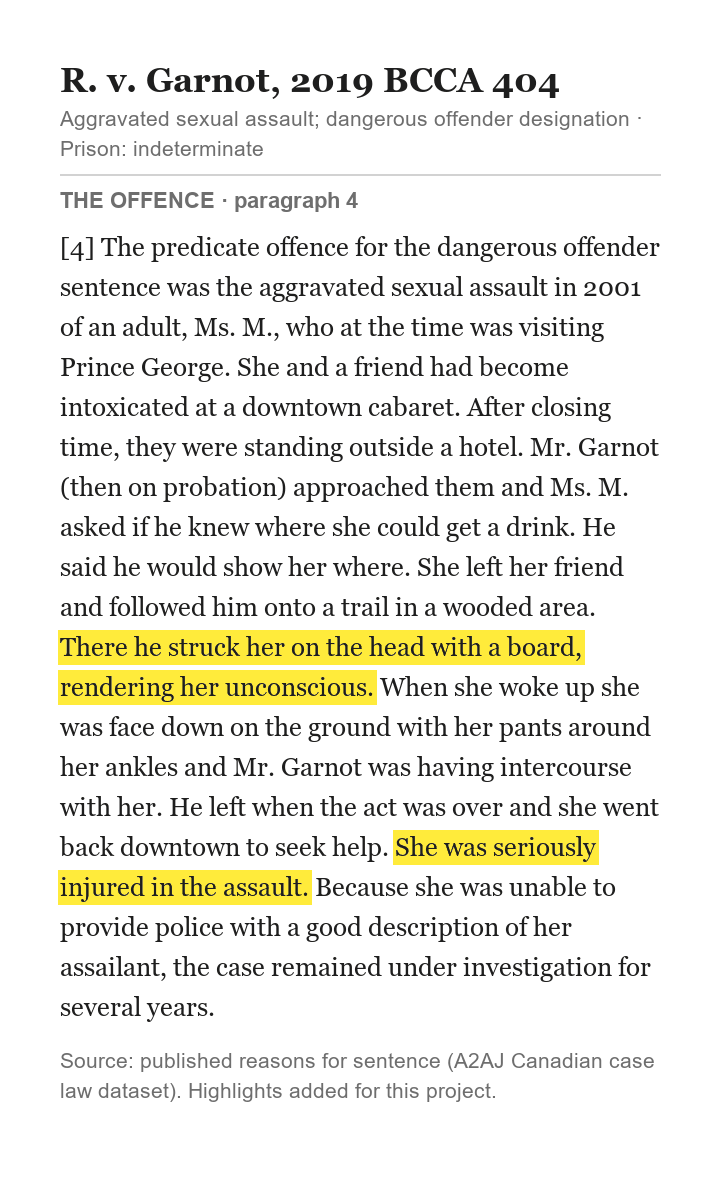 R. v. Garnot, 2019 BCCA 404
Aggravated sexual assault; dangerous offender designation ·
Prison: indeterminate
THE OFFENCE · paragraph 4
[4] The predicate offence for the dangerous offender
sentence was the aggravated sexual assault in 2001
of an adult, Ms. M., who at the time was visiting
Prince George. She and a friend had become
intoxicated at a downtown cabaret. After closing
time, they were standing outside a hotel. Mr. Garnot
(then on probation) approached them and Ms. M.
asked if he knew where she could get a drink. He
said he would show her where. She left her friend
and followed him onto a trail in a wooded area.
There he struck her on the head with a board,
rendering her unconscious. When she woke up she
was face down on the ground with her pants around
her ankles and Mr. Garnot was having intercourse
with her. He left when the act was over and she went
back downtown to seek help. She was seriously
injured in the assault. Because she was unable to
provide police with a good description of her
assailant, the case remained under investigation for
several years.
Source: published reasons for sentence (A2AJ Canadian case
law dataset). Highlights added for this project.